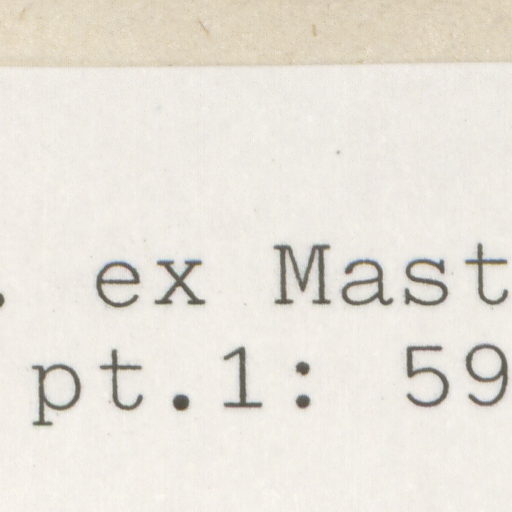 . ex Mast
pt.1: 59